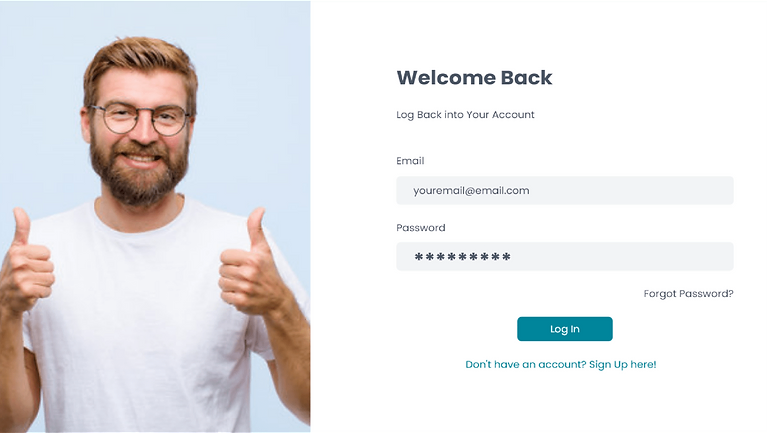 Welcome Back
Log Back into Your Account
Email
youremail@email.com
Password
*********
Forgot Password?
Log In
Don't have an account? Sign Up here!